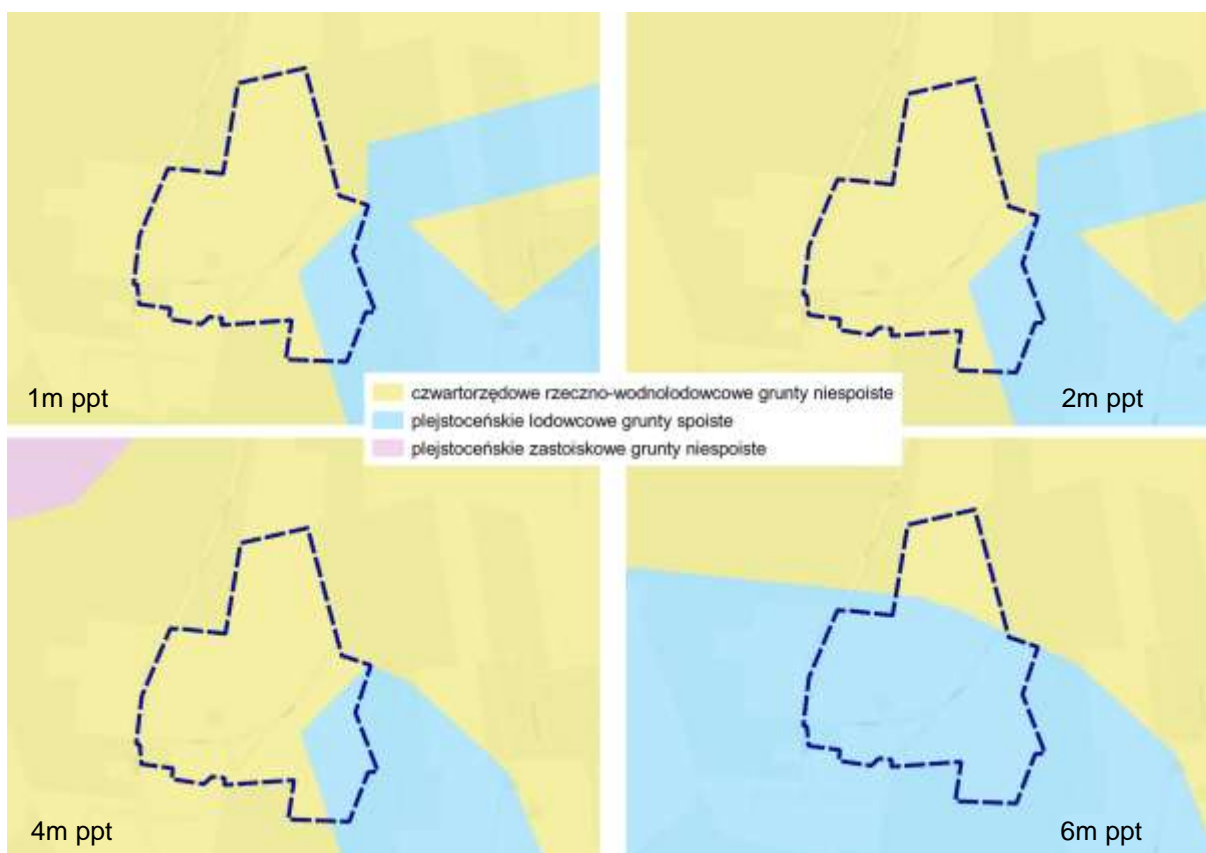 1m ppt
2m ppt
czwartorzędowe rzeczno-wodnolodowcowe grunty niespoiste
plejstoceńskie lodowcowe grunty spoiste
plejstoceńskie zastoiskowe grunty niespoiste
4m ppt
6m ppt